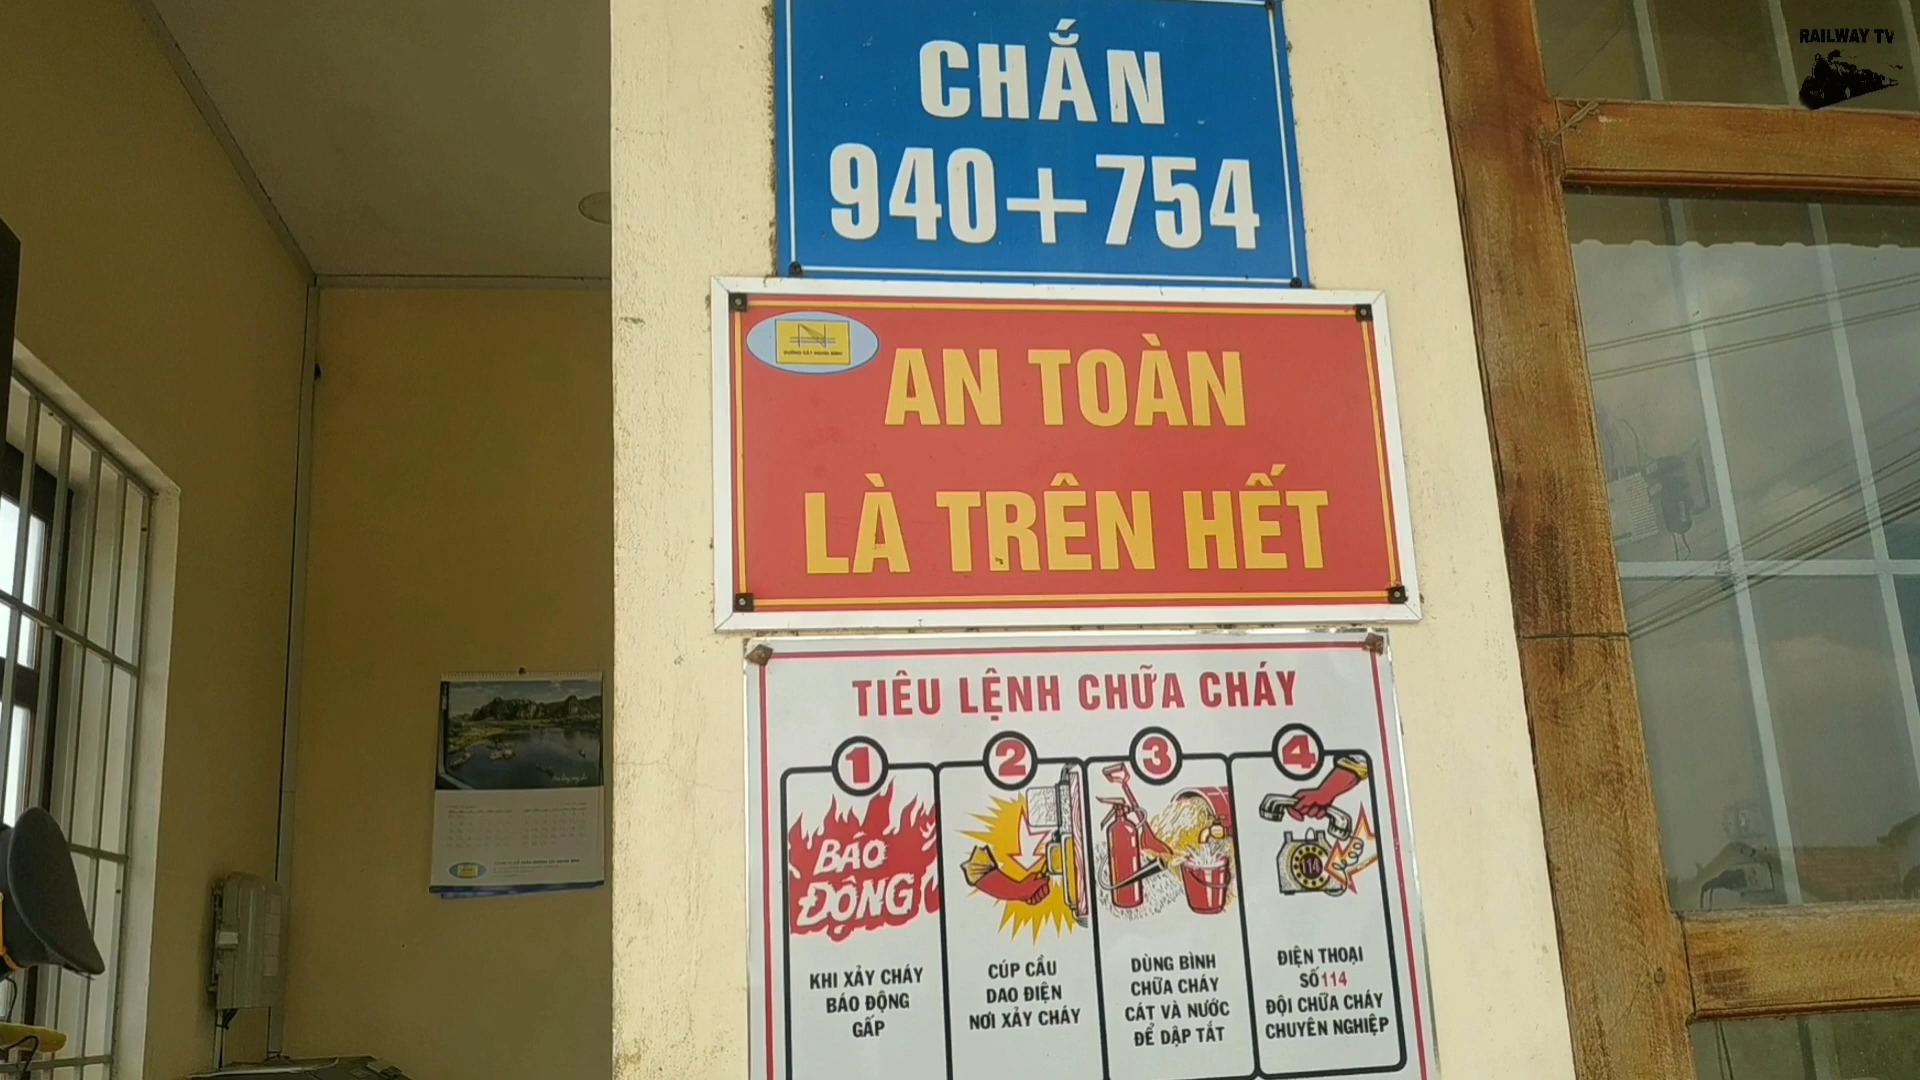 RAILWAY TV
CHẮN
940+754
AN TOÀN
LÀ TRÊN HẾT
TIÊU LỆNH CHỮA CHÁY
1
BÁO
ĐỘNG
KHI XẢY CHÁY
BÁO ĐỘNG
GẤP
2
CÚP CẦU
DAO ĐIỆN
NƠI XẢY CHÁY
3
DÙNG BÌNH
CHỮA CHÁY
CÁT VÀ NƯỚC
ĐỂ DẬP TẮT
4
114
ĐIỆN THOẠI
SỐ 114
ĐỘI CHỮA CHÁY
CHUYÊN NGHIỆP